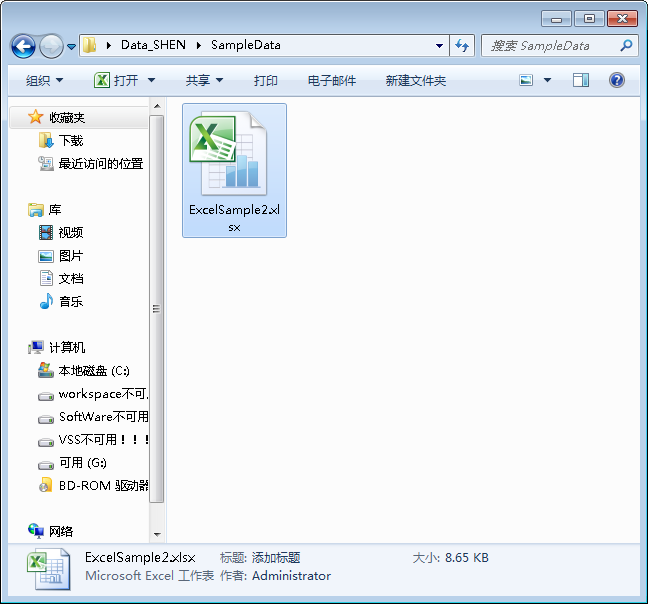 Data_SHEN SampleData
搜索 SampleData
组织 打开 共享 打印 电子邮件 新建文件夹
收藏夹
下载
最近访问的位置
库
视频
图片
文档
音乐
计算机
本地磁盘 (C:)
workspace不可
SoftWare不可用
VSS不可用！！！
可用 (G:)
BD-ROM 驱动器
网络
ExcelSample2.xl
sx
ExcelSample2.xlsx 标题: 添加标题 大小: 8.65 KB
Microsoft Excel 工作表 作者: Administrator